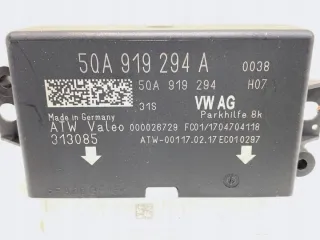 5QA 919 294 A 0038
5QA 919 294 H07
31S VW AG
Parkhilfe 8k
Made in Germany
ATW Valeo 000026729 FC01/1704704118
313085 ATW-00117.02.17 EC010297